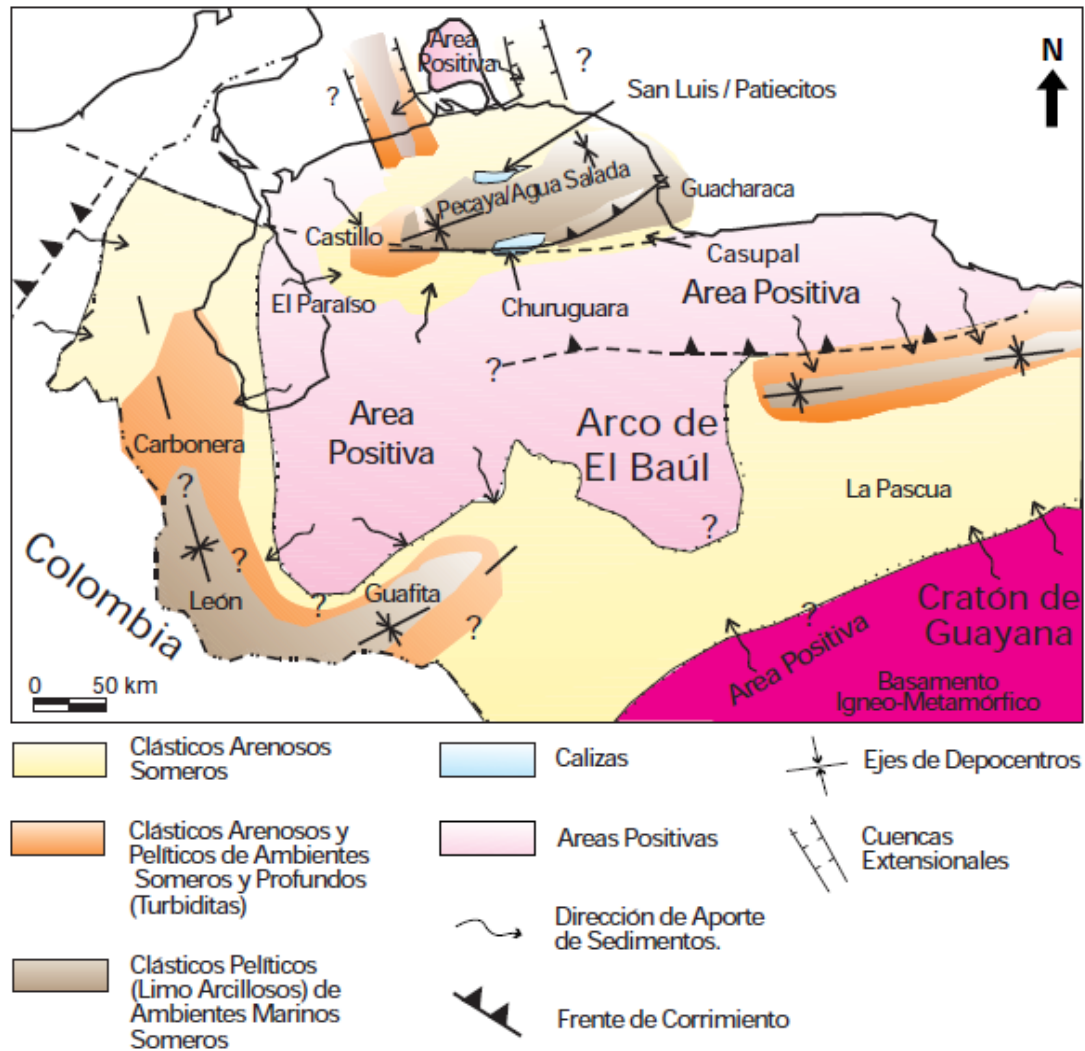 Area
Positiva
?
?
N
San Luis / Patiecitos
Pecaya/Agua Salada
Guacharaca
Castillo
Casupal
El Paraíso
Churuguara
Area Positiva
?
Area
Positiva
Arco de
El Baúl
Carbonera
La Pascua
?
?
?
León
Guafita
?
?
Colombia
Cratón de
Guayana
?
Area Positiva
Basamento
Igneo-Metamórfico
0 50 km
Clásticos Arenosos
Someros
Clásticos Arenosos y
Pelíticos de Ambientes
Someros y Profundos
(Turbiditas)
Clásticos Pelíticos
(Limo Arcillosos) de
Ambientes Marinos
Someros
Calizas
Areas Positivas
Dirección de Aporte
de Sedimentos.
Frente de Corrimiento
Ejes de Depocentros
Cuencas
Extensionales